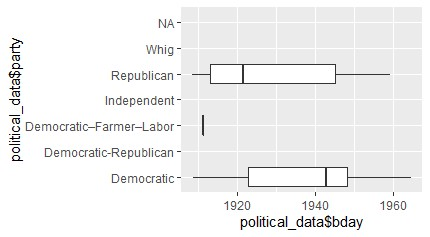 NA
Whig
Republican
Independent
Democratic–Farmer–Labor
Democratic-Republican
Democratic
political_data$party
1920
1940
1960
political_data$bday